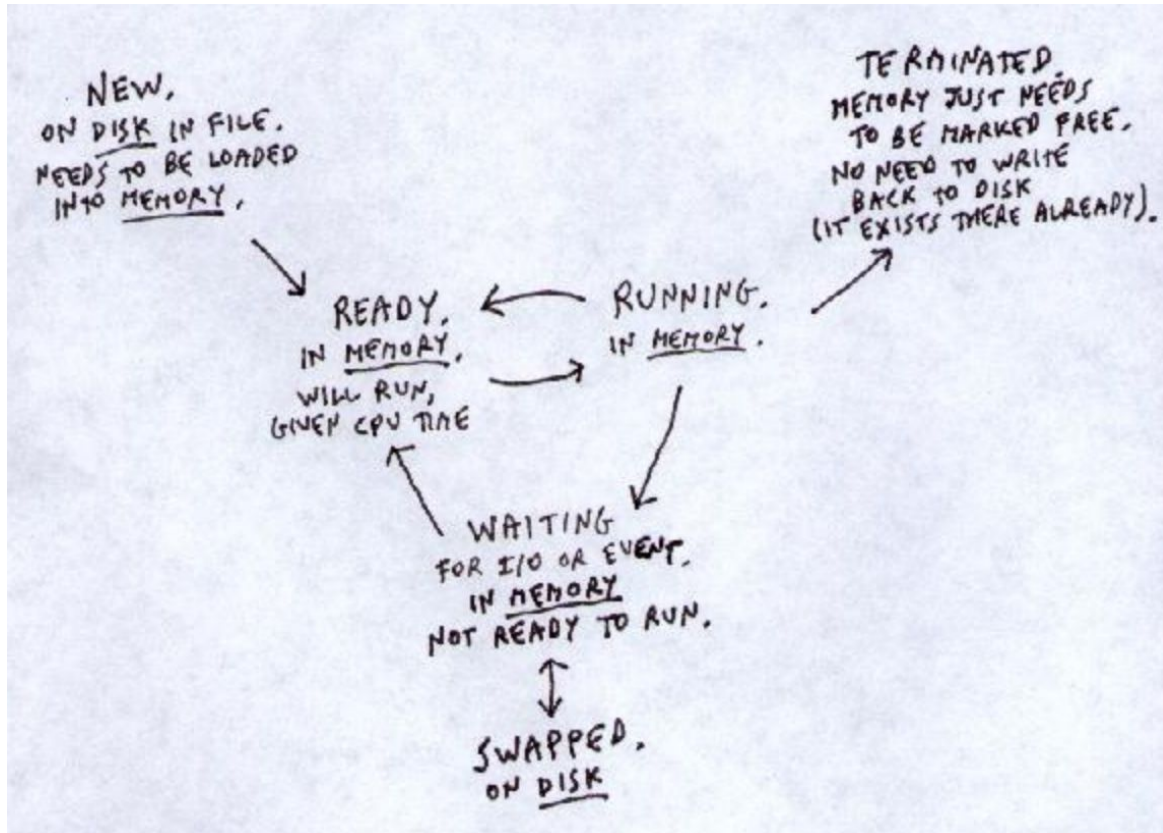 NEW.
ON DISK IN FILE.
NEEDS TO BE LOADED
INTO MEMORY.
TERMINATED.
MEMORY JUST NEEDS
TO BE MARKED FREE.
NO NEED TO WRITE
BACK TO DISK
(IT EXISTS THERE ALREADY).
READY.
IN MEMORY.
WILL RUN,
GIVEN CPU TIME
RUNNING.
IN MEMORY.
WAITING
FOR I/O OR EVENT.
IN MEMORY
NOT READY TO RUN.
SWAPPED.
ON DISK